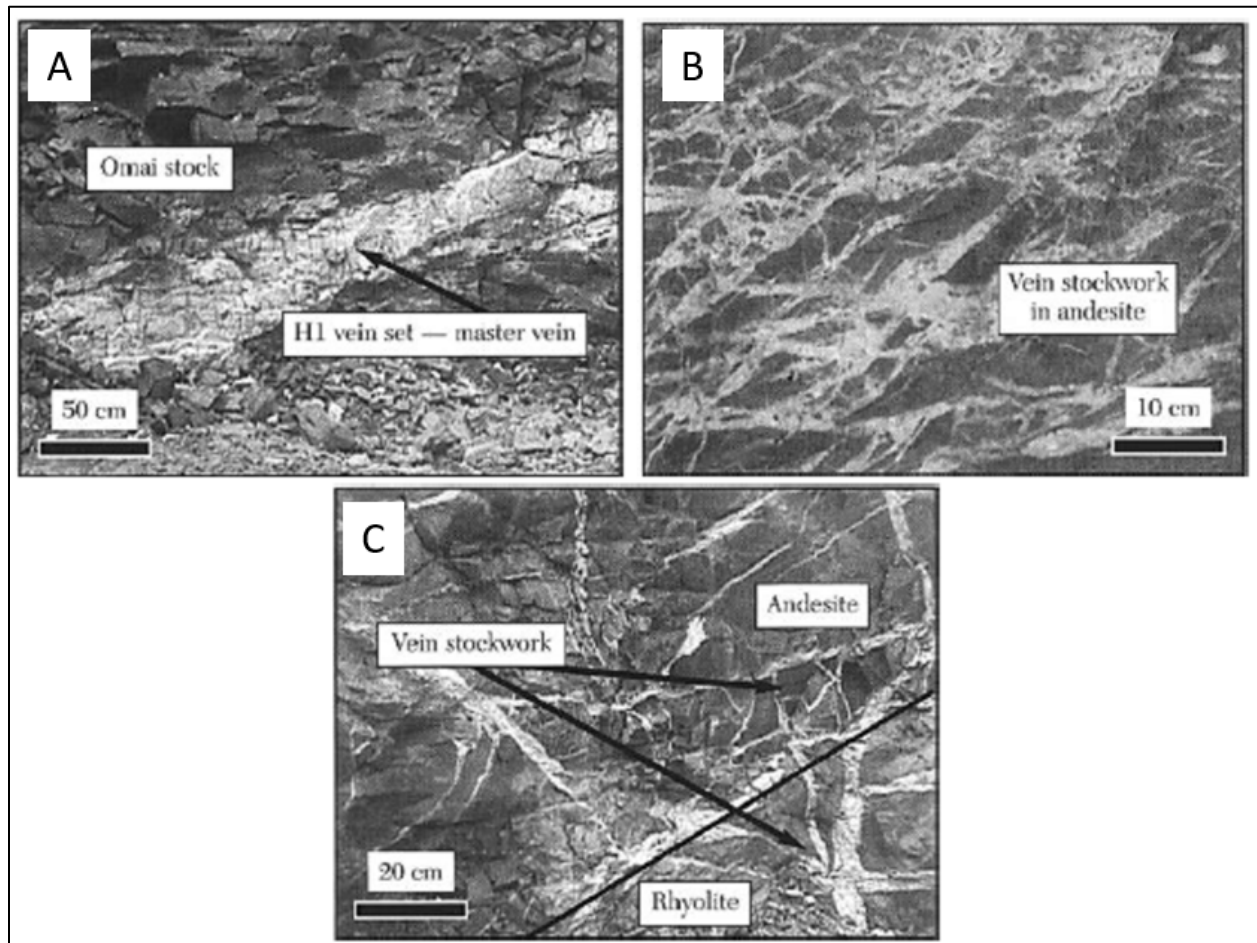 A
Omai stock
H1 vein set — master vein
50 cm
B
Vein stockwork
in andesite
10 cm
C
Andesite
Vein stockwork
20 cm
Rhyolite